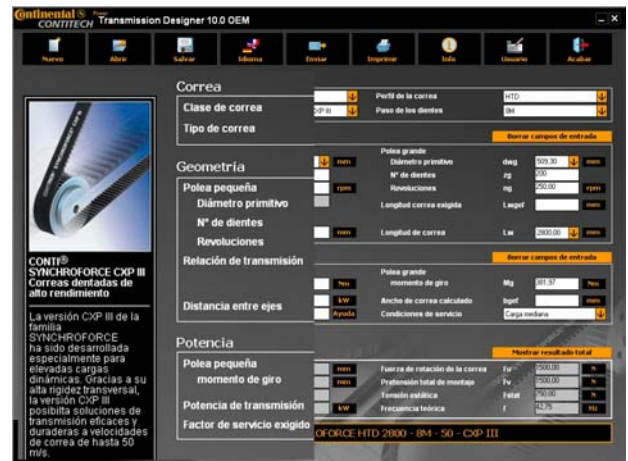 Continental
CONTITECH
Power
Transmission Designer 10.0 OEM
Nuevo
Abrir
Salvar
Idioma
Enviar
Imprimir
Info
Usuario
Acabar
CONTI®
SYNCHROFORCE CXP III
Correas dentadas de
alto rendimiento
La versión CXP III de la
familia
SYNCHROFORCE
ha sido desarrollada
especialmente para
elevadas cargas
dinámicas. Gracias a su
alta rigidez transversal,
la versión CXP III
posibilta soluciones de
transmisión eficaces y
duraderas a velocidades
de correa de hasta 50
m/s.
Correa
Clase de correa
Tipo de correa
Geometría
Polea pequeña
Diámetro primitivo
Nº de dientes
Revoluciones
Relación de transmisión
Distancia entre ejes
Potencia
Polea pequeña
momento de giro
Potencia de transmisión
Factor de servicio exigido
Perfil de la correa HTD
Paso de los dientes 8M
Borrar campos de entrada
Polea grande
mm Diámetro primitivo dwg 509,30 mm
Nº de dientes zg 200
rpm Revoluciones ng 250,00 rpm
Longitud correa exigida Lwgef mm
mm Longitud de correa Lw 2800,00 mm
Borrar campos de entrada
Polea grande
Nm momento de giro Mg 381,97 Nm
kW Ancho de correa calculado bgef mm
Ayuda Condiciones de servicio Carga mediana
Mostrar resultado total
mm Fuerza de rotación de la correa Fu 1500,00 N
mm Pretensión total de montaje Fv 1500,00 N
Tensión estática Fstat 750,00 N
kW Frecuencia teórica f 42,75 Hz
OFORCE HTD 2800 - 8M - 50 - CXP III